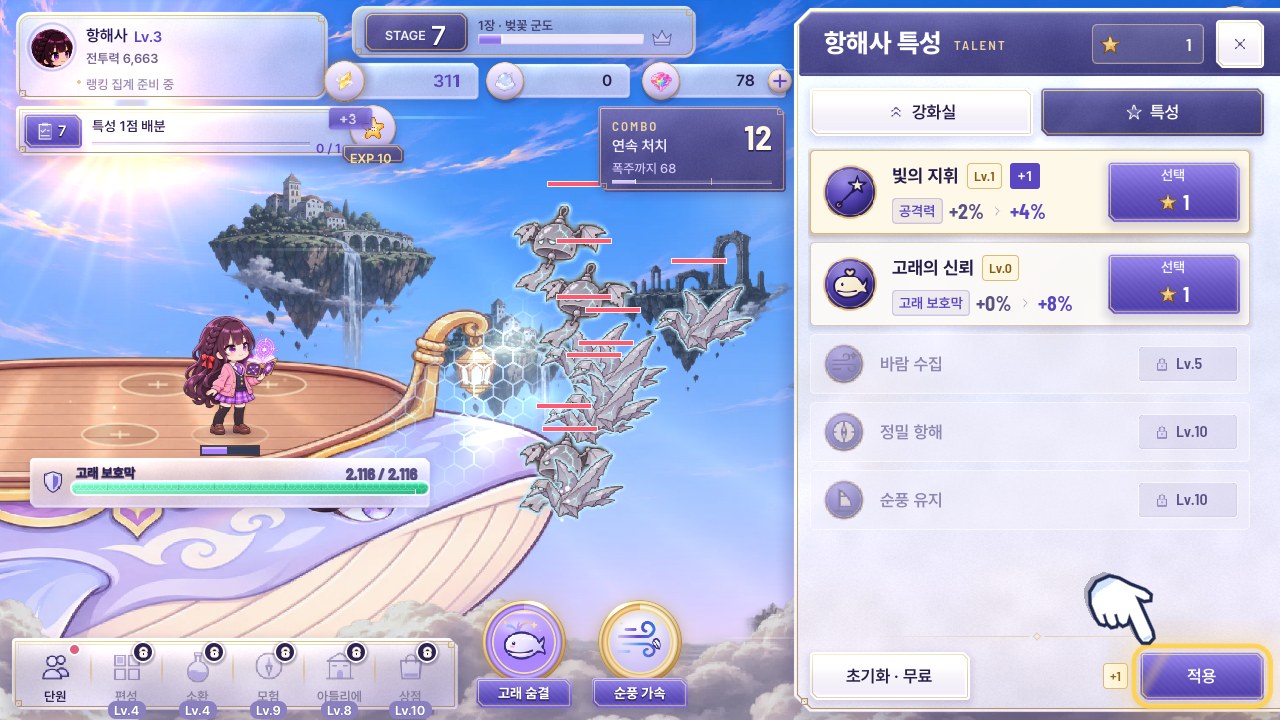 항해사 Lv.3
전투력 6,663
랭킹 집계 준비 중
STAGE 7
1장 · 벚꽃 군도
311
0
78
7
특성 1점 배분
0 / 1
+3
EXP 10
COMBO
연속 처치
12
폭주까지 68
고래 보호막
2,116 / 2,116
단원
편성
Lv.4
소환
Lv.4
모험
Lv.9
아틀리에
Lv.8
상점
Lv.10
고래 숨결
순풍 가속
항해사 특성 TALENT
1
강화실
특성
빛의 지휘 Lv.1 +1
공격력 +2% > +4%
선택
1
고래의 신뢰 Lv.0
고래 보호막 +0% > +8%
선택
1
바람 수집
Lv.5
정밀 항해
Lv.10
순풍 유지
Lv.10
초기화 · 무료
+1
적용